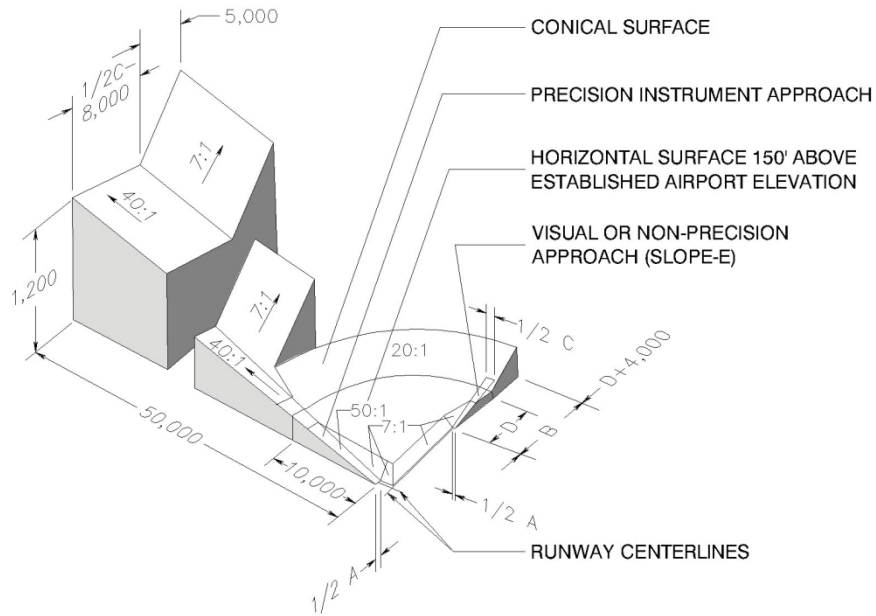 5,000
CONICAL SURFACE
1/2C-
8,000
PRECISION INSTRUMENT APPROACH
7:1
HORIZONTAL SURFACE 150' ABOVE
ESTABLISHED AIRPORT ELEVATION
40:1
VISUAL OR NON-PRECISION
APPROACH (SLOPE-E)
1,200
7:1
1/2 C
20:1
D+4,000
40:1
50:1
7:1
D
B
50,000
10,000
1/2 A
RUNWAY CENTERLINES
1/2 A